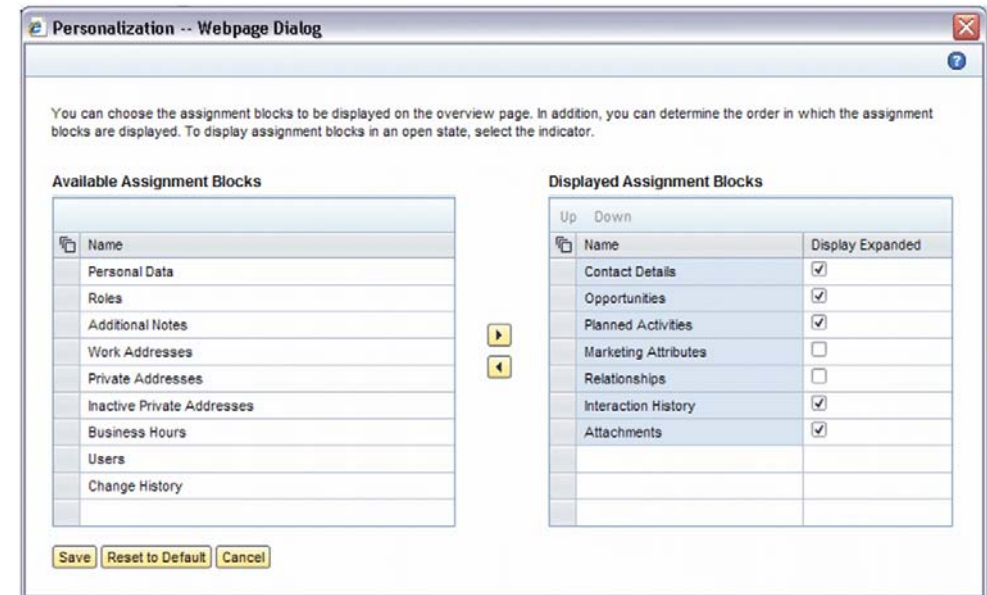 Personalization -- Webpage Dialog
You can choose the assignment blocks to be displayed on the overview page. In addition, you can determine the order in which the assignment
blocks are displayed. To display assignment blocks in an open state, select the indicator.
Available Assignment Blocks
Name
Personal Data
Roles
Additional Notes
Work Addresses
Private Addresses
Inactive Private Addresses
Business Hours
Users
Change History
Displayed Assignment Blocks
Up Down
Name Display Expanded
Contact Details
Opportunities
Planned Activities
Marketing Attributes
Relationships
Interaction History
Attachments
Save Reset to Default Cancel